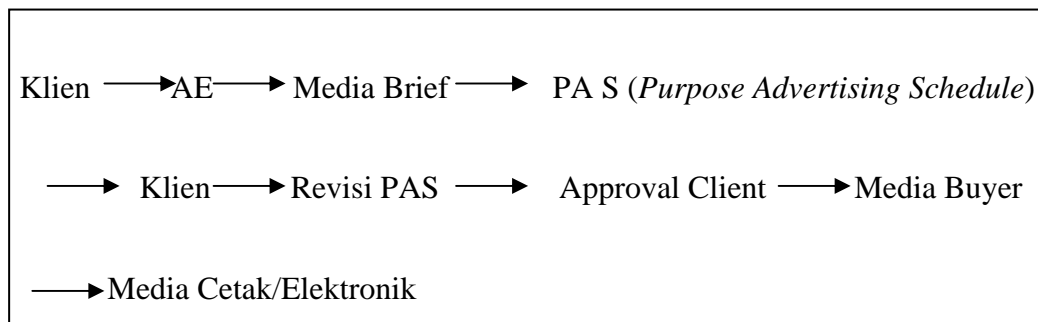 Klien → AE → Media Brief → PA S (Purpose Advertising Schedule)
→ Klien → Revisi PAS → Approval Client → Media Buyer
→ Media Cetak/Elektronik